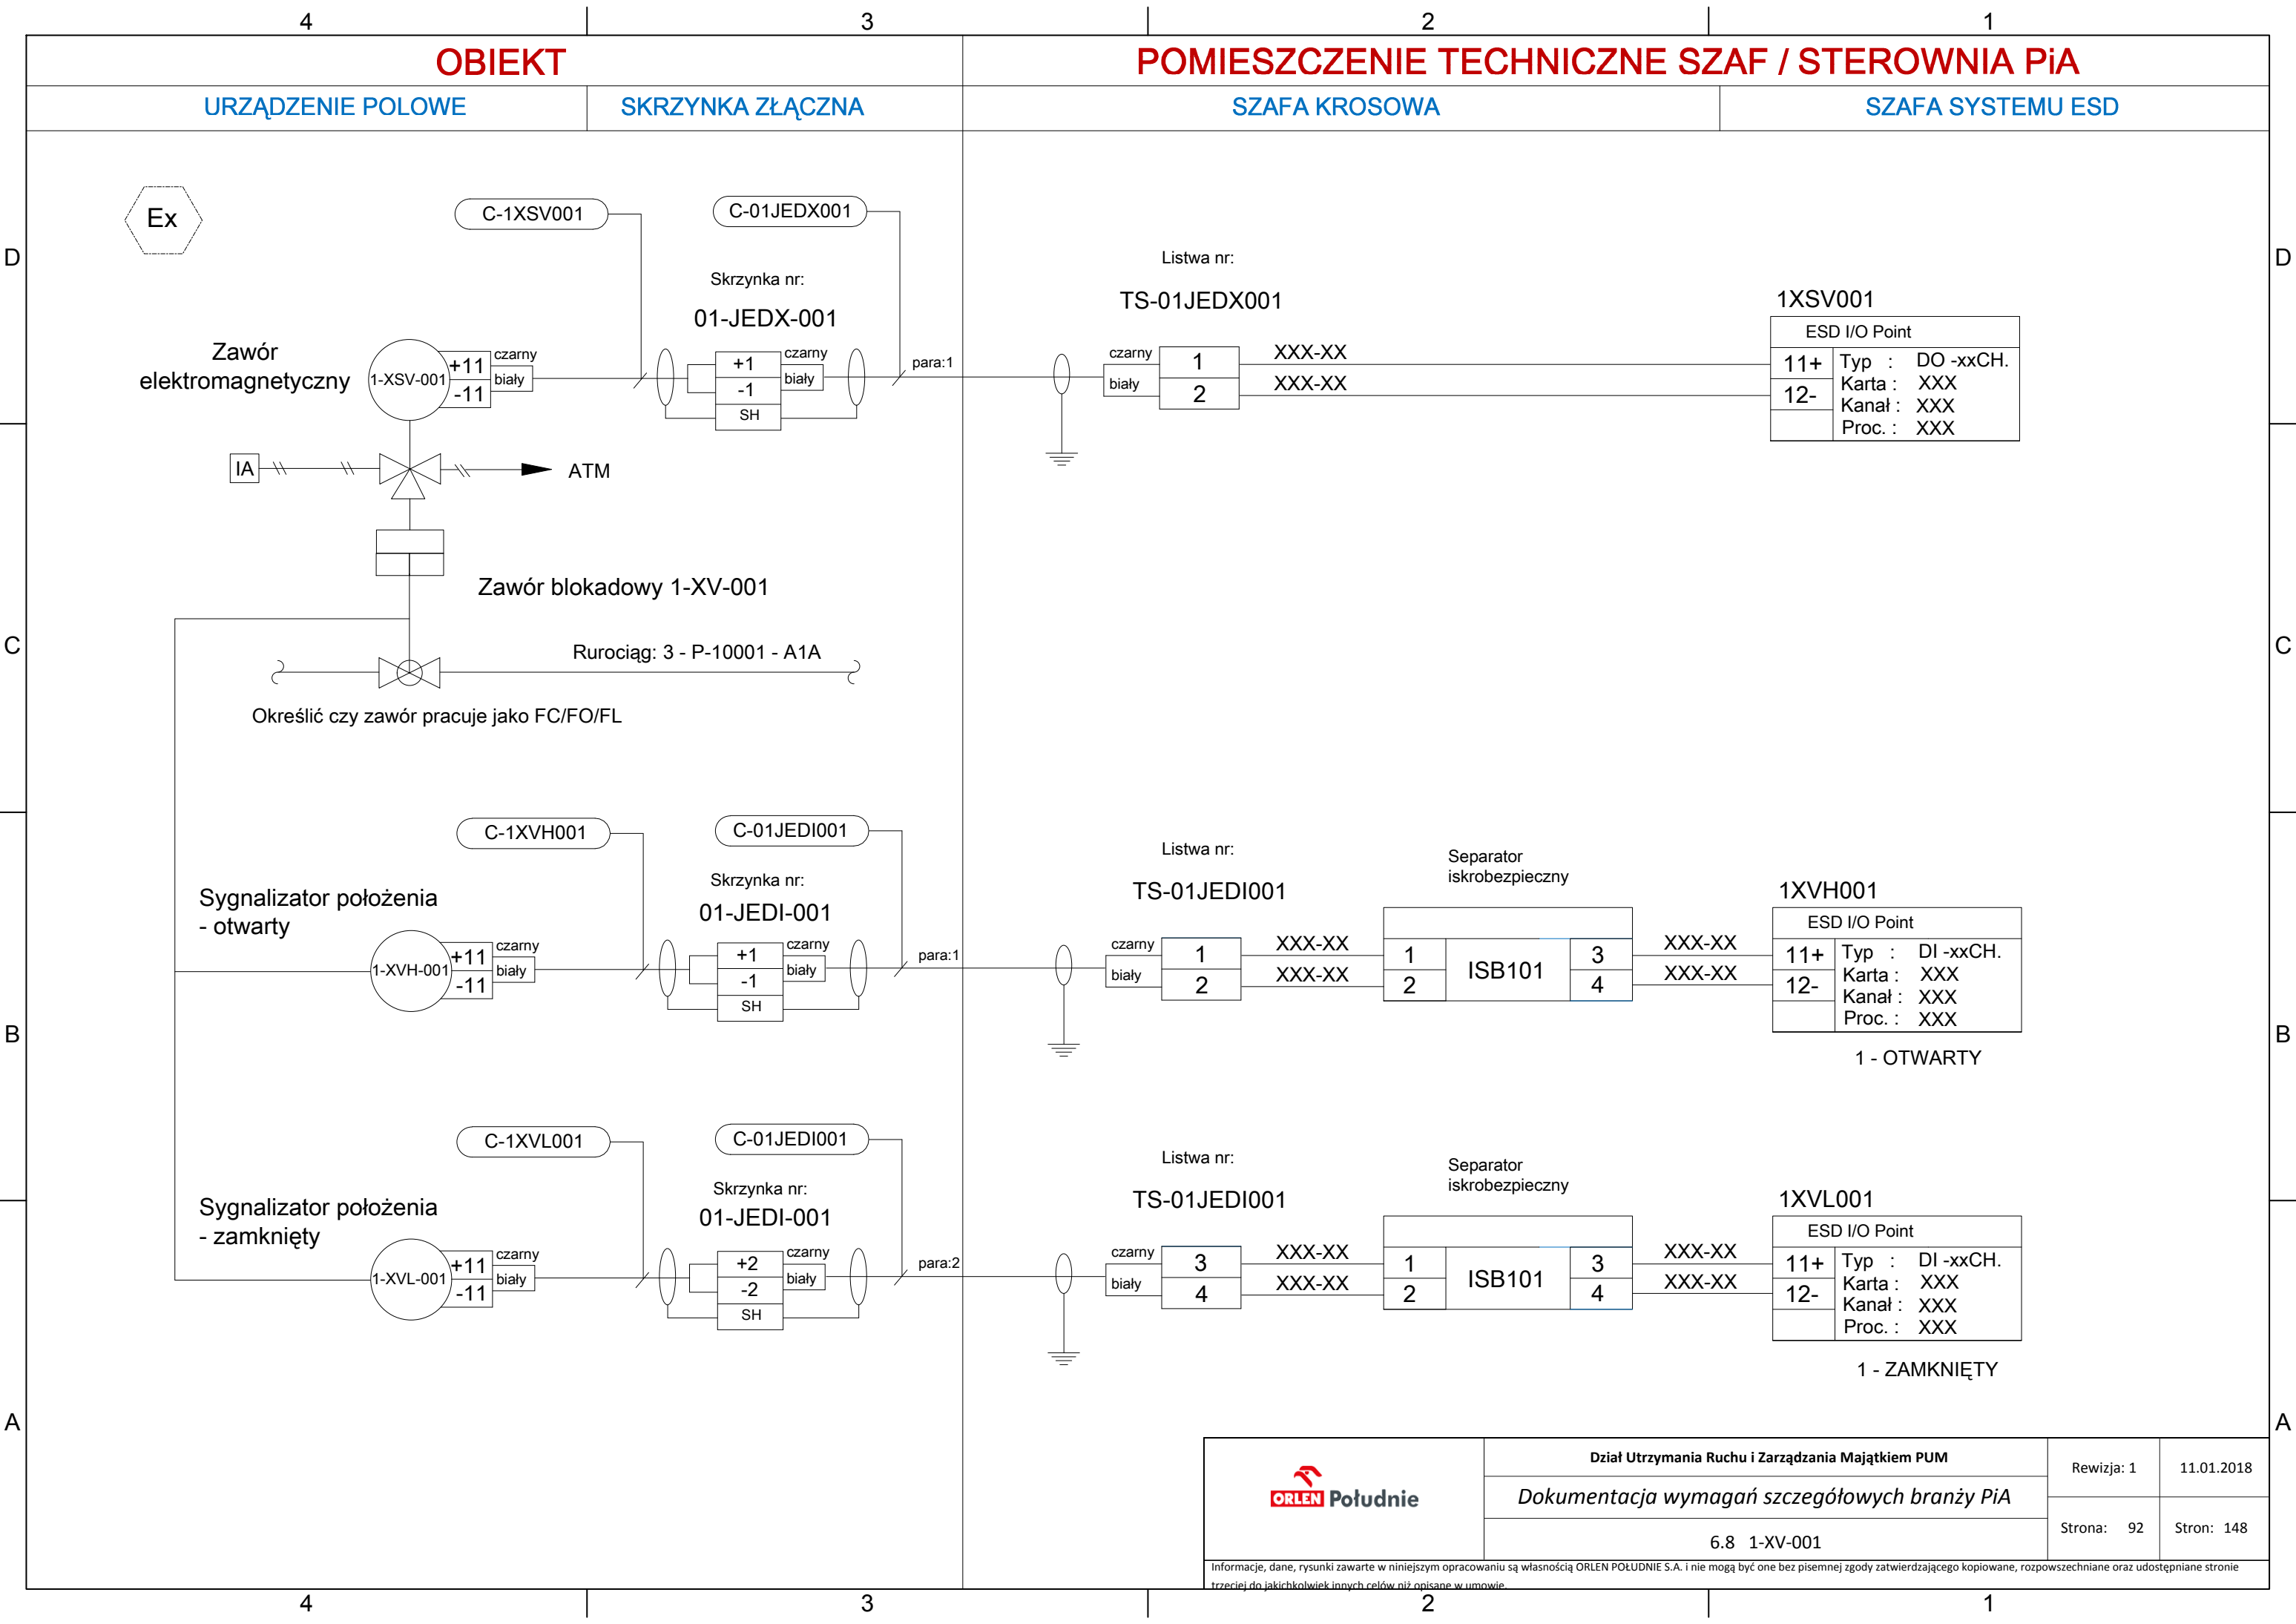 4 3 2 1
OBIEKT
POMIESZCZENIE TECHNICZNE SZAF / STEROWNIA PiA
URZĄDZENIE POLOWE
SKRZYNKA ZŁĄCZNA
SZAFA KROSOWA
SZAFA SYSTEMU ESD
D
D
Ex
C-1XSV001
C-01JEDX001
Skrzynka nr:
01-JEDX-001
Listwa nr:
TS-01JEDX001
1XSV001
Zawór
elektromagnetyczny
1-XSV-001
+11
-11
czarny
biały
+1
-1
SH
czarny
biały
para:1
czarny
biały
1
2
XXX-XX
XXX-XX
ESD I/O Point
11+
12-
Typ : DO -xxCH.
Karta : XXX
Kanał : XXX
Proc. : XXX
IA
ATM
Zawór blokadowy 1-XV-001
C
C
Rurociąg: 3 - P-10001 - A1A
Określić czy zawór pracuje jako FC/FO/FL
C-1XVH001
C-01JEDI001
Skrzynka nr:
01-JEDI-001
Listwa nr:
TS-01JEDI001
Separator
iskrobezpieczny
1XVH001
Sygnalizator położenia
- otwarty
1-XVH-001
+11
-11
czarny
biały
+1
-1
SH
czarny
biały
para:1
czarny
biały
1
2
XXX-XX
XXX-XX
1
2
ISB101
3
4
XXX-XX
XXX-XX
ESD I/O Point
11+
12-
Typ : DI -xxCH.
Karta : XXX
Kanał : XXX
Proc. : XXX
1 - OTWARTY
B
B
C-1XVL001
C-01JEDI001
Skrzynka nr:
01-JEDI-001
Listwa nr:
TS-01JEDI001
Separator
iskrobezpieczny
1XVL001
Sygnalizator położenia
- zamknięty
1-XVL-001
+11
-11
czarny
biały
+2
-2
SH
czarny
biały
para:2
czarny
biały
3
4
XXX-XX
XXX-XX
1
2
ISB101
3
4
XXX-XX
XXX-XX
ESD I/O Point
11+
12-
Typ : DI -xxCH.
Karta : XXX
Kanał : XXX
Proc. : XXX
1 - ZAMKNIĘTY
A
A
ORLEN Południe
Dział Utrzymania Ruchu i Zarządzania Majątkiem PUM
Dokumentacja wymagań szczegółowych branży PiA
6.8 1-XV-001
Rewizja: 1
11.01.2018
Strona: 92
Stron: 148
Informacje, dane, rysunki zawarte w niniejszym opracowaniu są własnością ORLEN POŁUDNIE S.A. i nie mogą być one bez pisemnej zgody zatwierdzającego kopiowane, rozpowszechniane oraz udostępniane stronie
trzeciej do jakichkolwiek innych celów niż opisane w umowie.
4 3 2 1